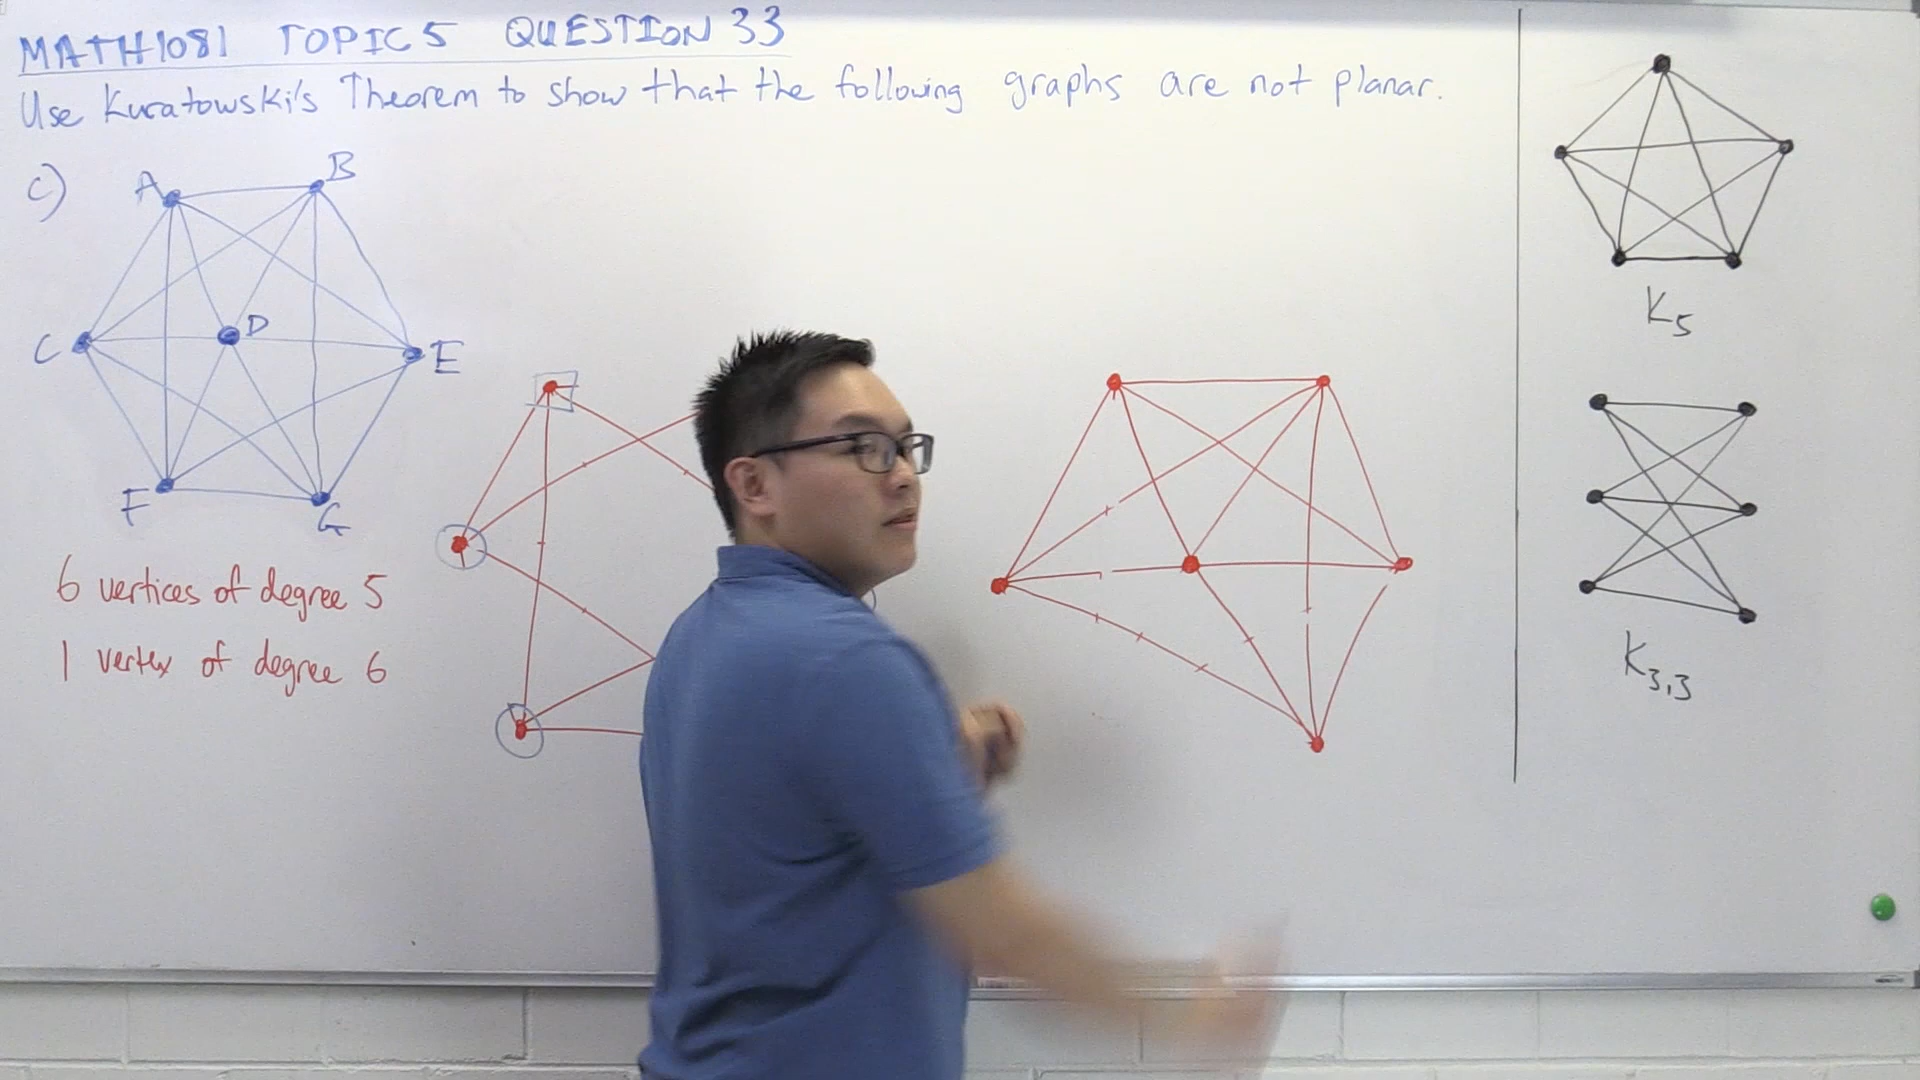 MATH1081 TOPIC 5 QUESTION 33
Use Kuratowski's Theorem to show that the following graphs are not planar.
c)
A
B
C
D
E
F
G
6 vertices of degree 5
1 vertex of degree 6
K5
K3,3